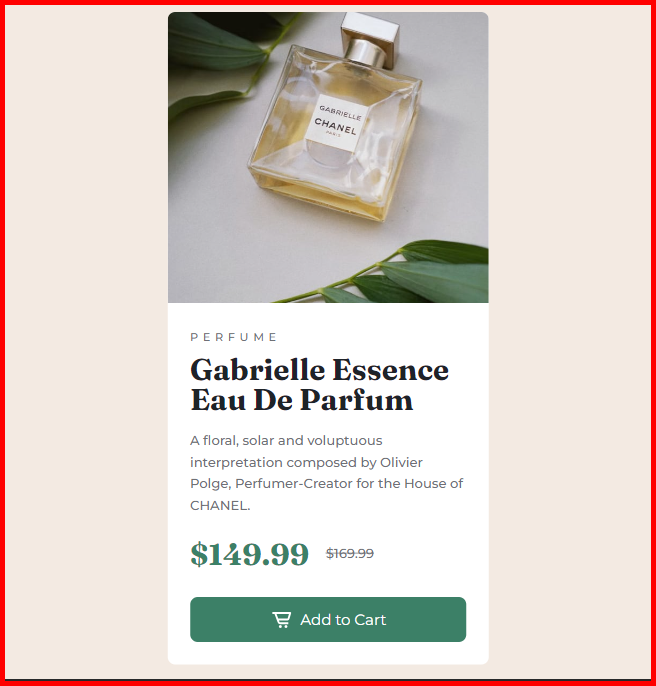 GABRIELLE
CHANEL
PARIS
PERFUME
Gabrielle Essence
Eau De Parfum
A floral, solar and voluptuous
interpretation composed by Olivier
Polge, Perfumer-Creator for the House of
CHANEL.
$149.99 $169.99
Add to Cart